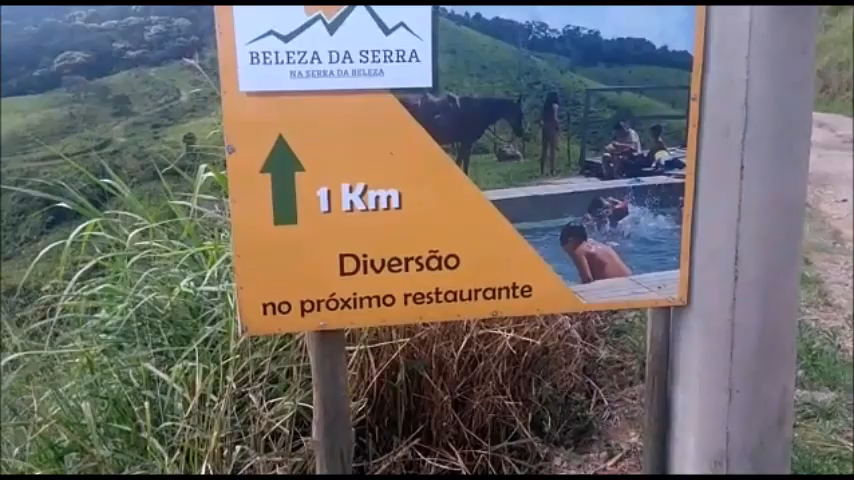 BELEZA DA SERRA
NA SERRA DA BELEZA
1 Km
Diversão
no próximo restaurante